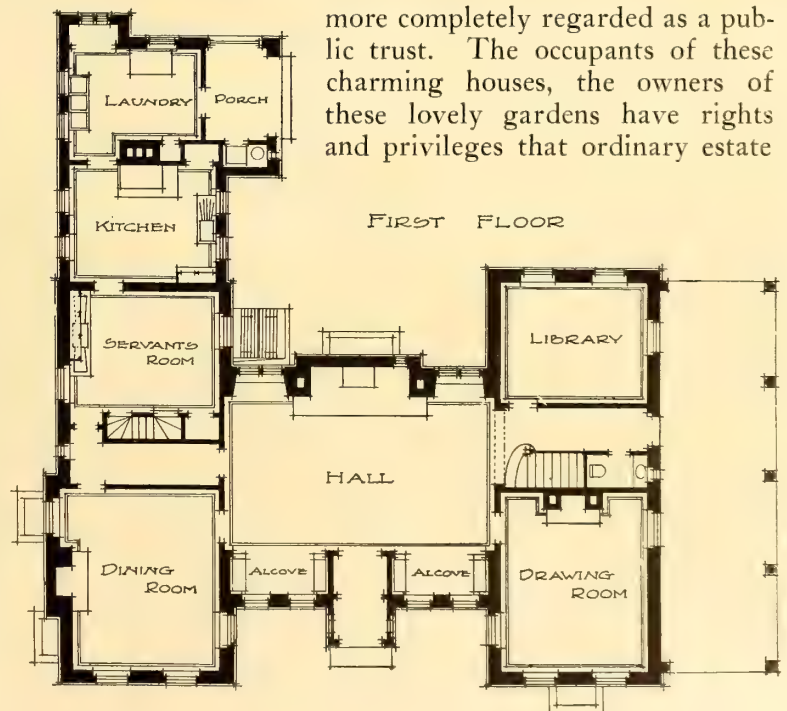 more completely regarded as a pub-
lic trust. The occupants of these
charming houses, the owners of
these lovely gardens have rights
and privileges that ordinary estate
LAUNDRY
PORCH
KITCHEN
FIRST FLOOR
SERVANTS
ROOM
LIBRARY
HALL
DINING
ROOM
ALCOVE
ALCOVE
DRAWING
ROOM